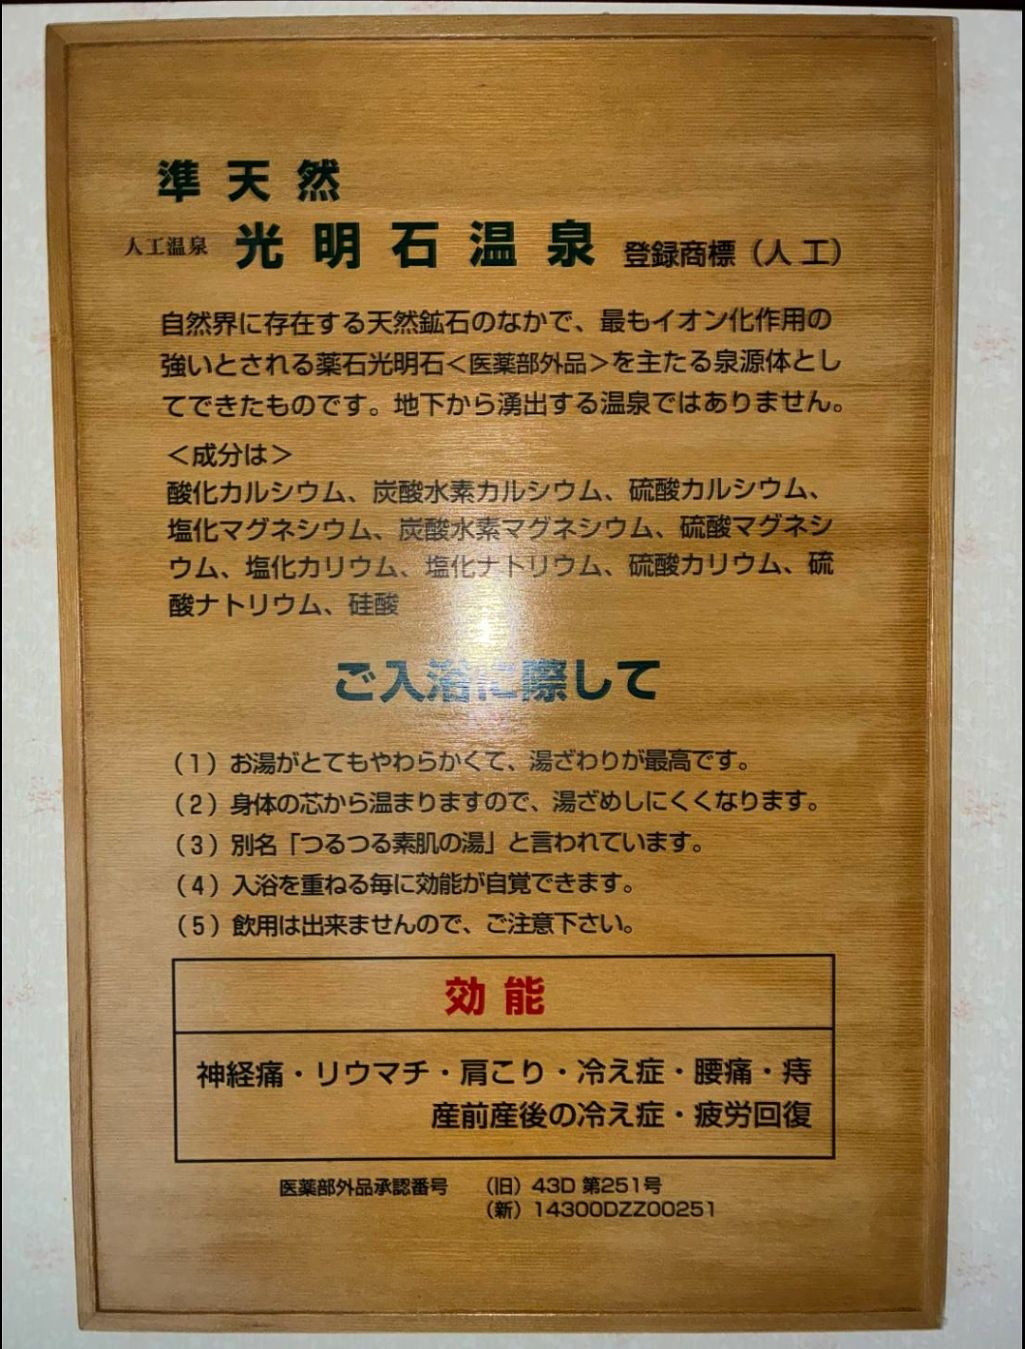 準天然
人工温泉 光明石温泉 登録商標（人工）
自然界に存在する天然鉱石のなかで、最もイオン化作用の
強いとされる薬石光明石＜医薬部外品＞を主たる泉源体とし
てできたものです。地下から湧出する温泉ではありません。
＜成分は＞
酸化カルシウム、炭酸水素カルシウム、硫酸カルシウム、
塩化マグネシウム、炭酸水素マグネシウム、硫酸マグネシ
ウム、塩化カリウム、塩化ナトリウム、硫酸カリウム、硫
酸ナトリウム、硅酸
ご入浴に際して
（1）お湯がとてもやわらかくて、湯ざわりが最高です。
（2）身体の芯から温まりますので、湯ざめしにくくなります。
（3）別名「つるつる素肌の湯」と言われています。
（4）入浴を重ねる毎に効能が自覚できます。
（5）飲用は出来ませんので、ご注意下さい。
効能
神経痛・リウマチ・肩こり・冷え症・腰痛・痔
産前産後の冷え症・疲労回復
医薬部外品承認番号 （旧）43D 第251号
（新）14300DZZ00251